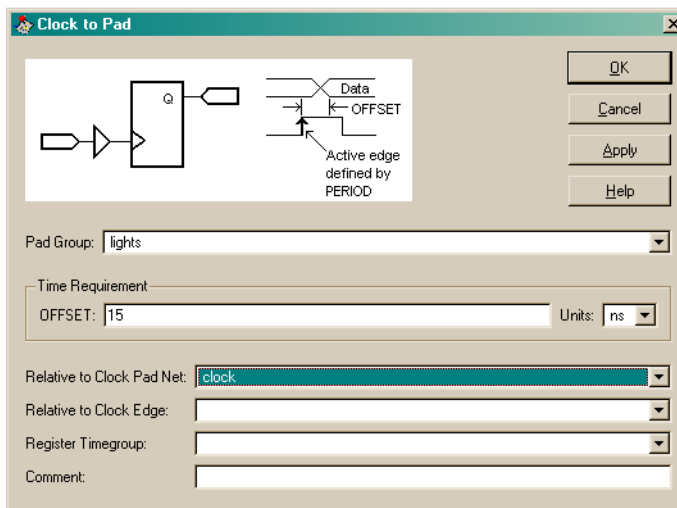 Clock to Pad
Q
Data
OFFSET
Active edge
defined by
PERIOD
OK
Cancel
Apply
Help
Pad Group: lights
Time Requirement
OFFSET: 15 Units: ns
Relative to Clock Pad Net: clock
Relative to Clock Edge:
Register Timegroup:
Comment: